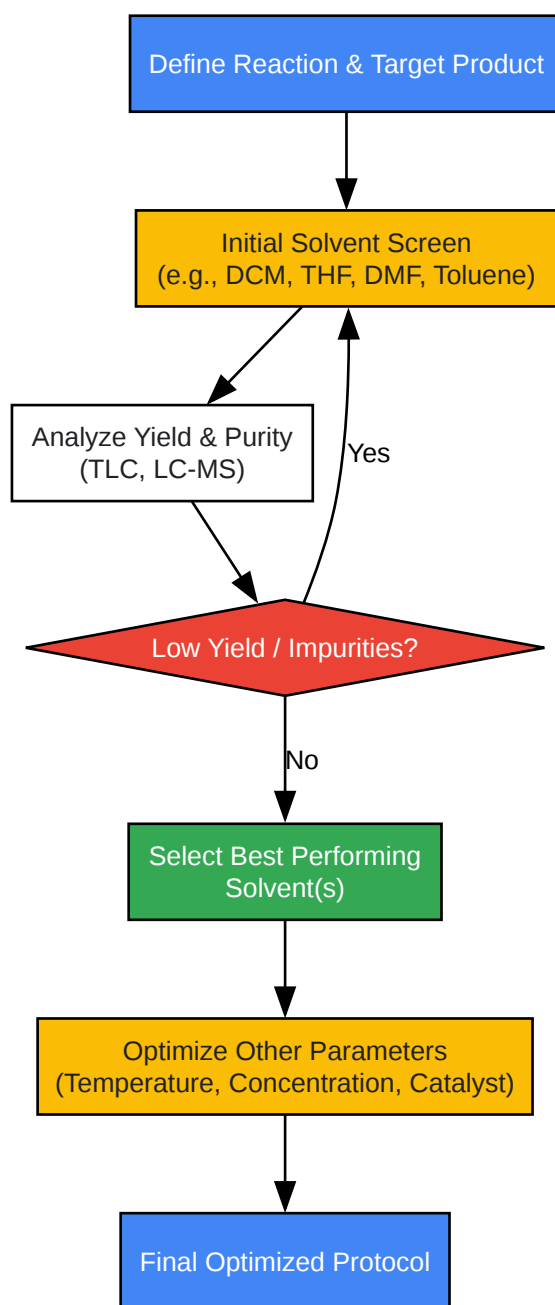 Define Reaction & Target Product
Initial Solvent Screen
(e.g., DCM, THF, DMF, Toluene)
Analyze Yield & Purity
(TLC, LC-MS)
Yes
Low Yield / Impurities?
No
Select Best Performing
Solvent(s)
Optimize Other Parameters
(Temperature, Concentration, Catalyst)
Final Optimized Protocol